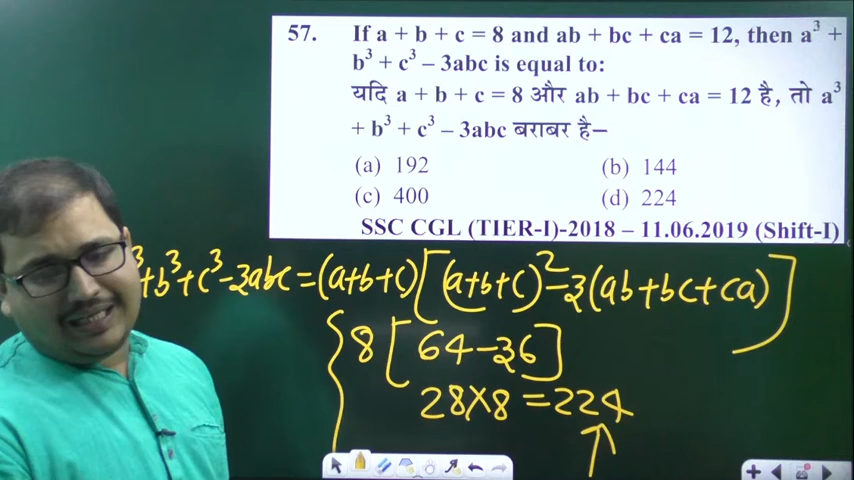 57. If a + b + c = 8 and ab + bc + ca = 12, then a³ +
b³ + c³ – 3abc is equal to:
यदि a + b + c = 8 और ab + bc + ca = 12 है, तो a³
+ b³ + c³ – 3abc बराबर है–
(a) 192 (b) 144
(c) 400 (d) 224
SSC CGL (TIER-I)-2018 – 11.06.2019 (Shift-I)
³+b³+c³-3abc=(a+b+c)[(a+b+c)²-3(ab+bc+ca)]
8[64-36]
28×8=224